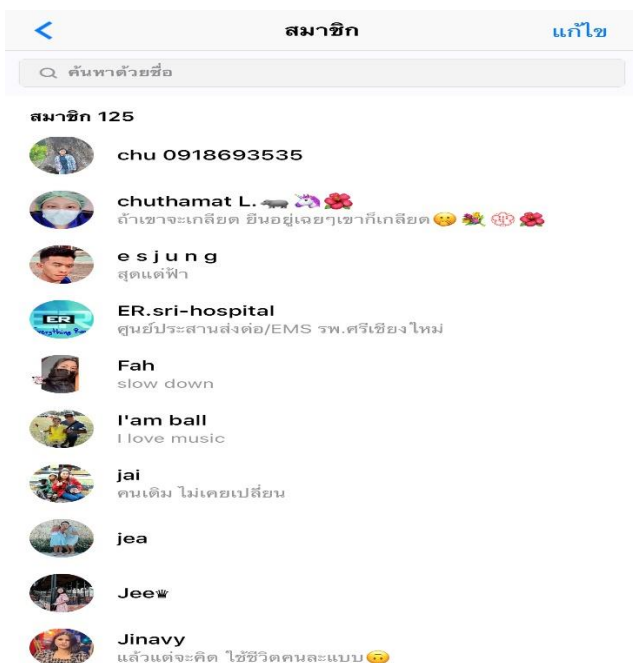 สมาชิก
แก้ไข
ค้นหาด้วยชื่อ
สมาชิก 125
chu 0918693535
chuthamat L.🦛🦄🌺
ถ้าเขาจะเกลียด ยืนอยู่เฉยๆเขาก็เกลียด🤭💐💮🌺
e s j u n g
สุดแต่ฟ้า
ER
ER.sri-hospital
ศูนย์ประสานส่งต่อ/EMS รพ.ศรีเชียงใหม่
Fah
slow down
I'am ball
I love music
jai
คนเดิม ไม่เคยเปลี่ยน
jea
Jee♛
Jinavy
แล้วแต่จะคิด ใช้ชีวิตคนละแบบ🙃